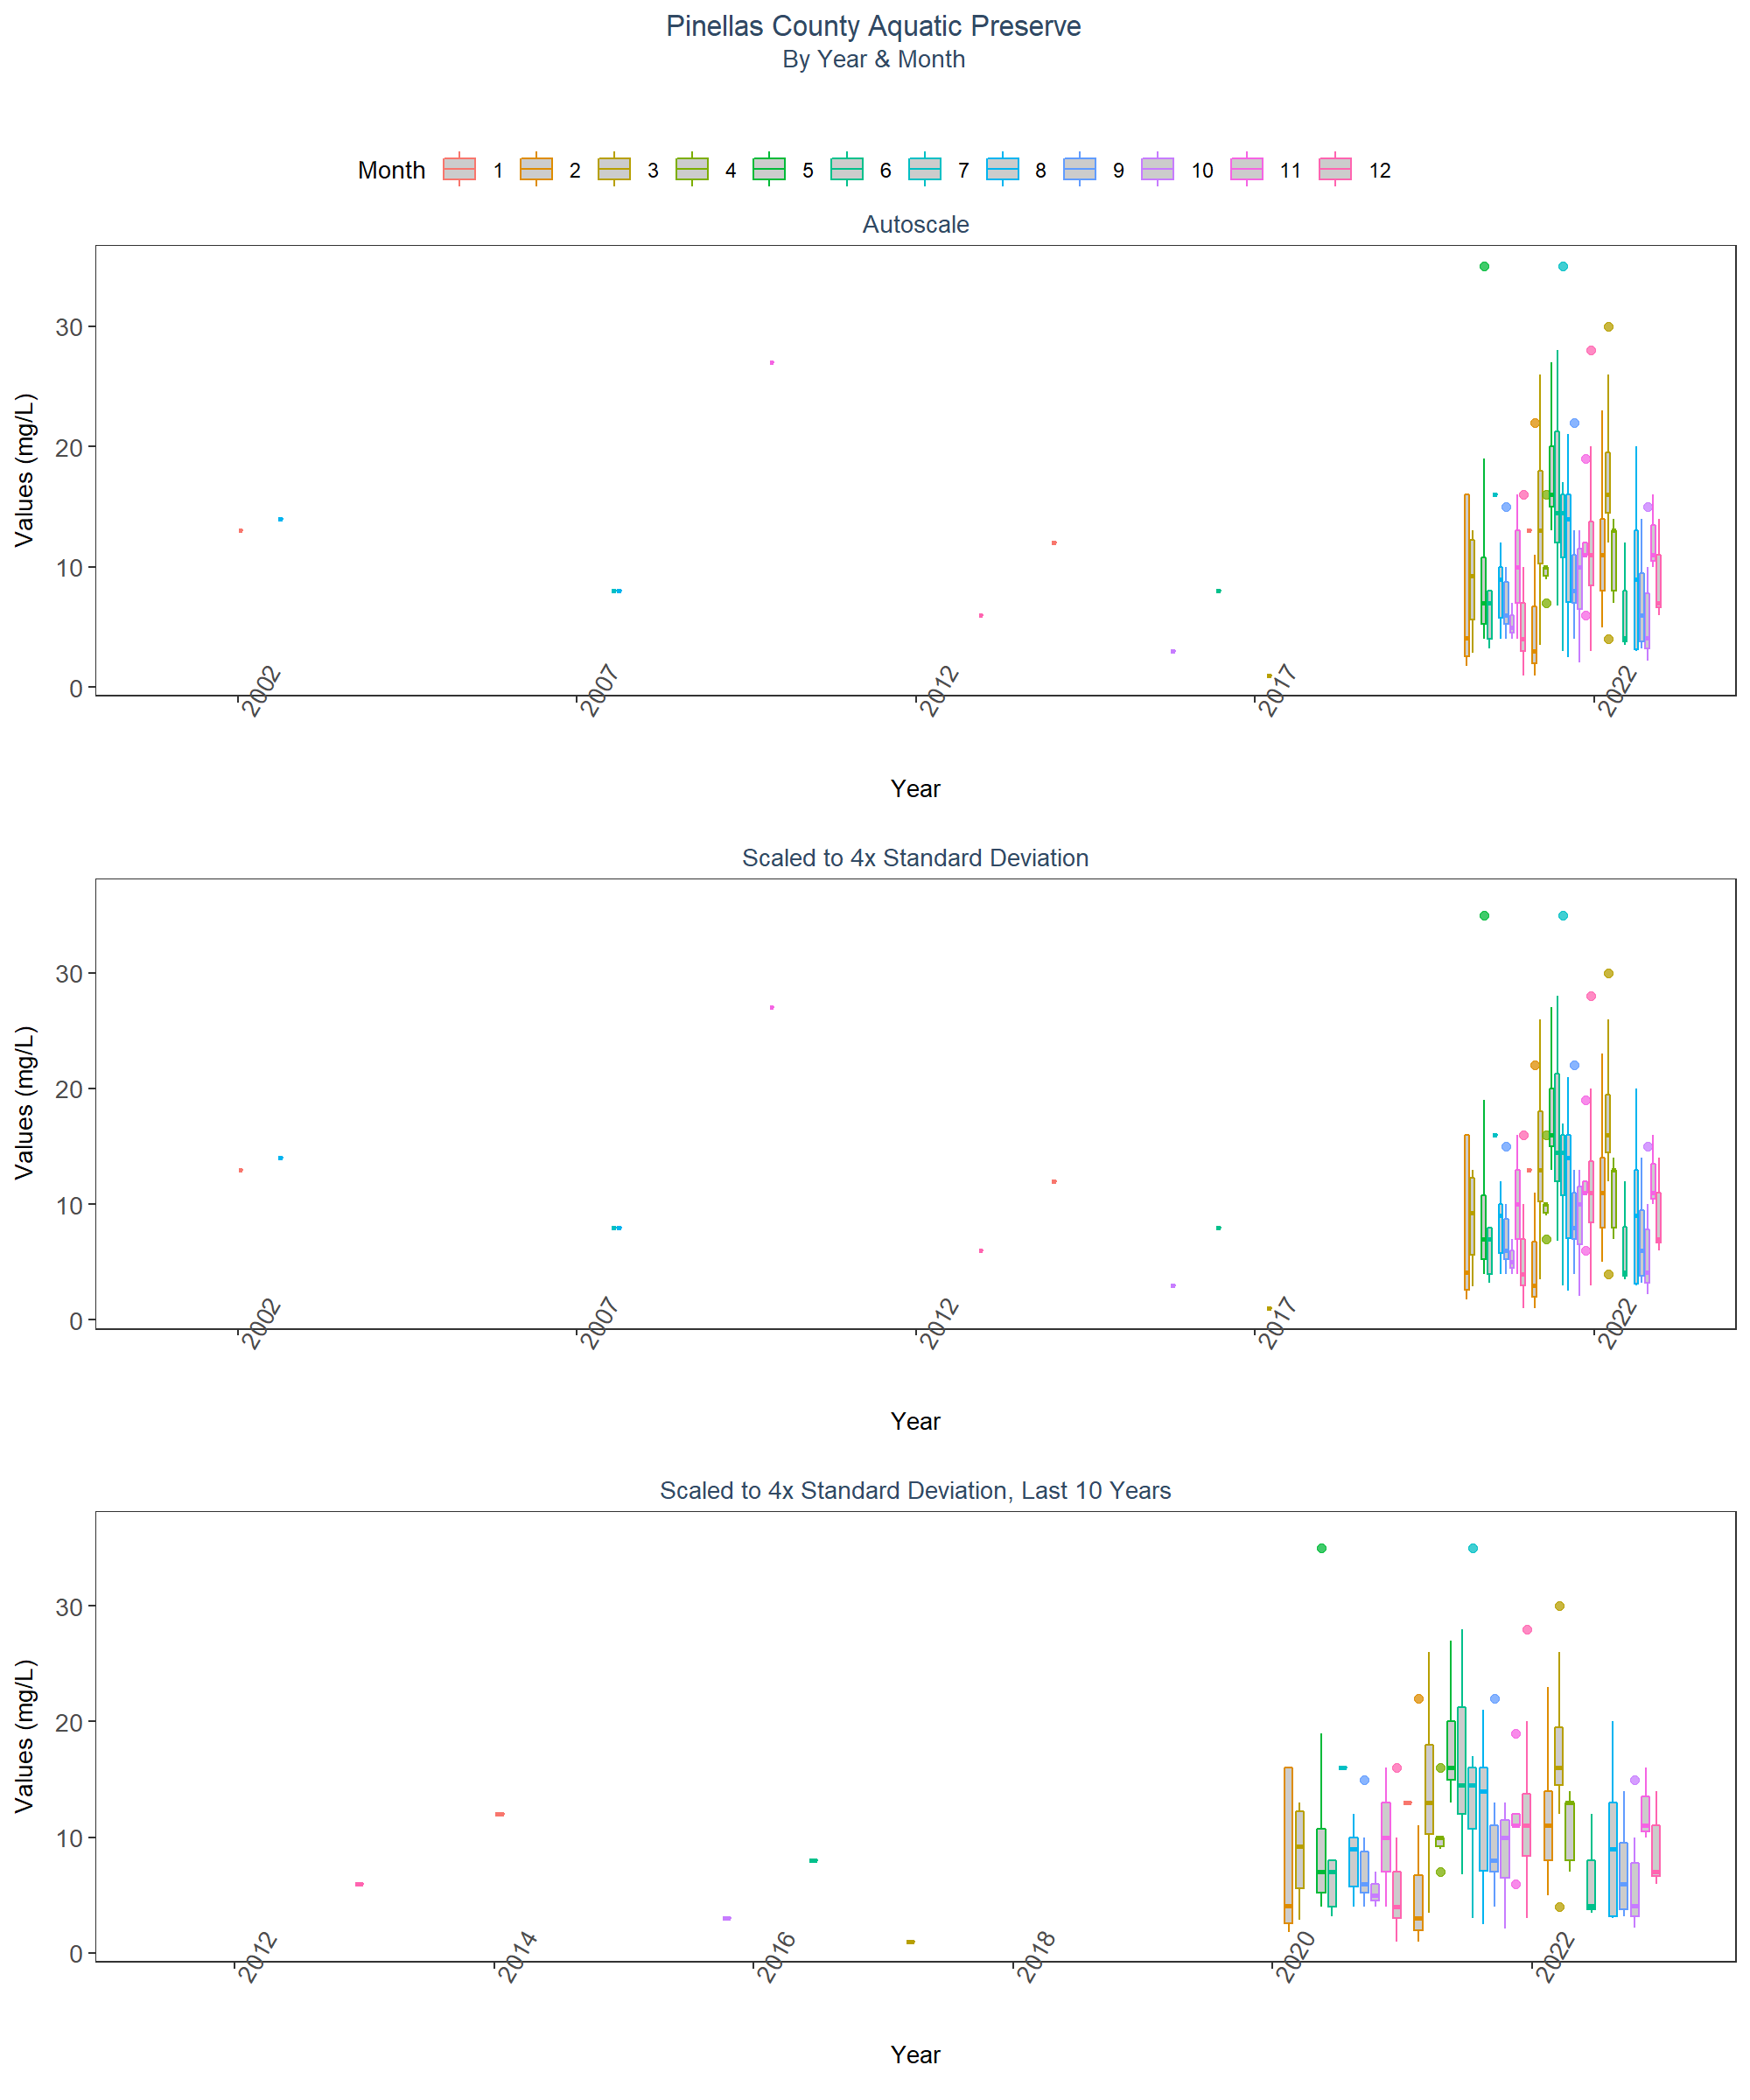 Pinellas County Aquatic Preserve
By Year & Month
Month 1 2 3 4 5 6 7 8 9 10 11 12
Autoscale
Values (mg/L)
30
20
10
0
2002 2007 2012 2017 2022
Year
Scaled to 4x Standard Deviation
Values (mg/L)
30
20
10
0
2002 2007 2012 2017 2022
Year
Scaled to 4x Standard Deviation, Last 10 Years
Values (mg/L)
30
20
10
0
2012 2014 2016 2018 2020 2022
Year